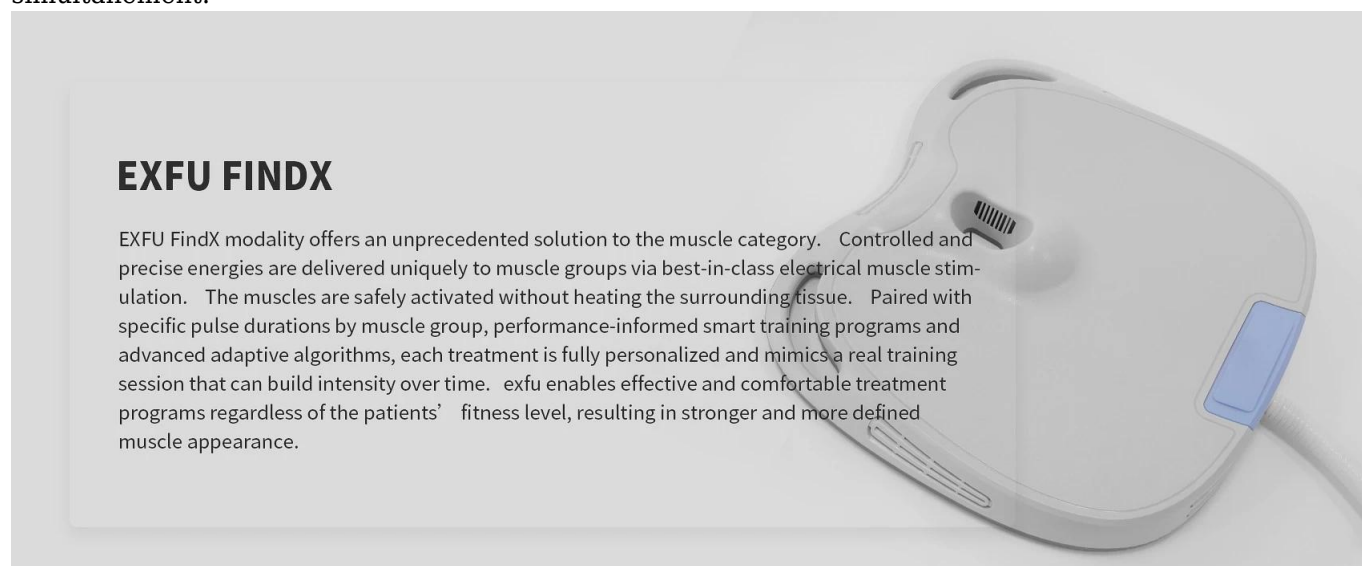 EXFU FINDX
EXFU FindX modality offers an unprecedented solution to the muscle category. Controlled and
precise energies are delivered uniquely to muscle groups via best-in-class electrical muscle stim-
ulation. The muscles are safely activated without heating the surrounding tissue. Paired with
specific pulse durations by muscle group, performance-informed smart training programs and
advanced adaptive algorithms, each treatment is fully personalized and mimics a real training
session that can build intensity over time. exfu enables effective and comfortable treatment
programs regardless of the patients’ fitness level, resulting in stronger and more defined
muscle appearance.